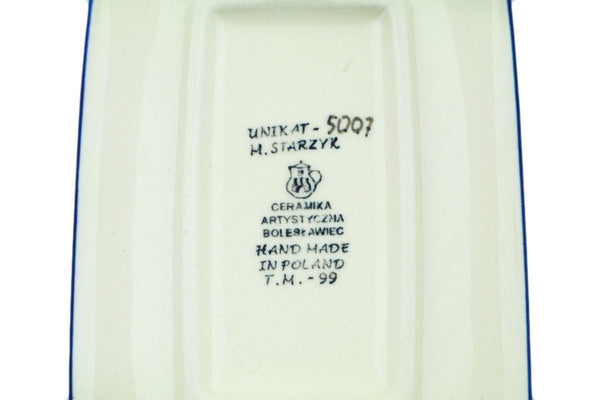 UNIKAT - 5007
M. STARZYK
CERAMIKA
ARTYSTYCZNA
BOLESŁAWIEC
HAND MADE
IN POLAND
T.M. - 99